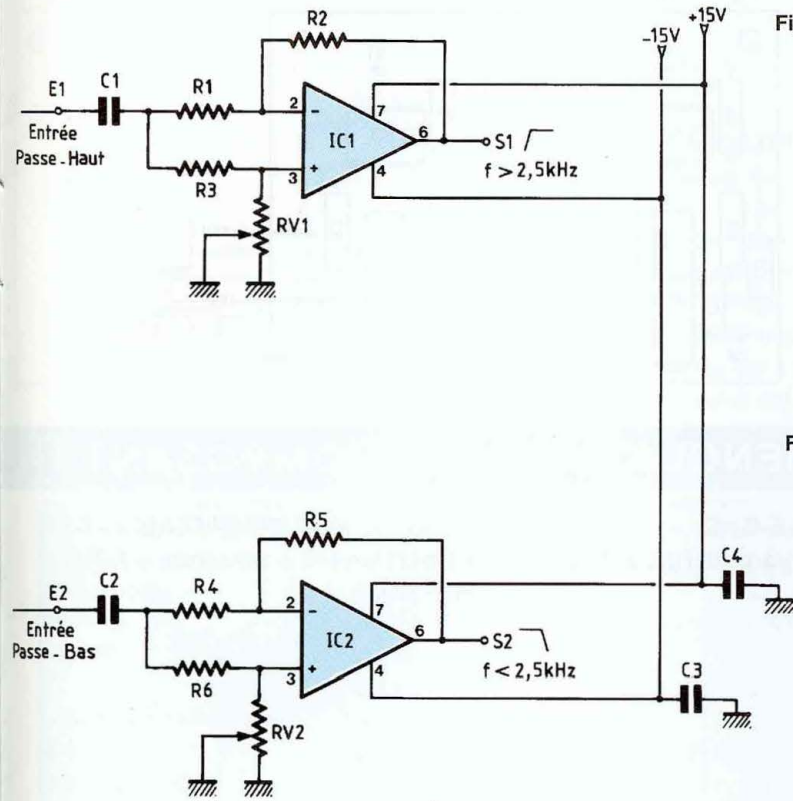 R2
-15V
+15V
Fi
E1
C1
R1
2
-
7
IC1
6
S1
Entrée
Passe-Haut
f > 2,5kHz
R3
3
+
4
RV1
F
R5
E2
C2
R4
2
-
7
C4
IC2
6
S2
Entrée
Passe-Bas
f < 2,5kHz
R6
3
+
4
C3
RV2